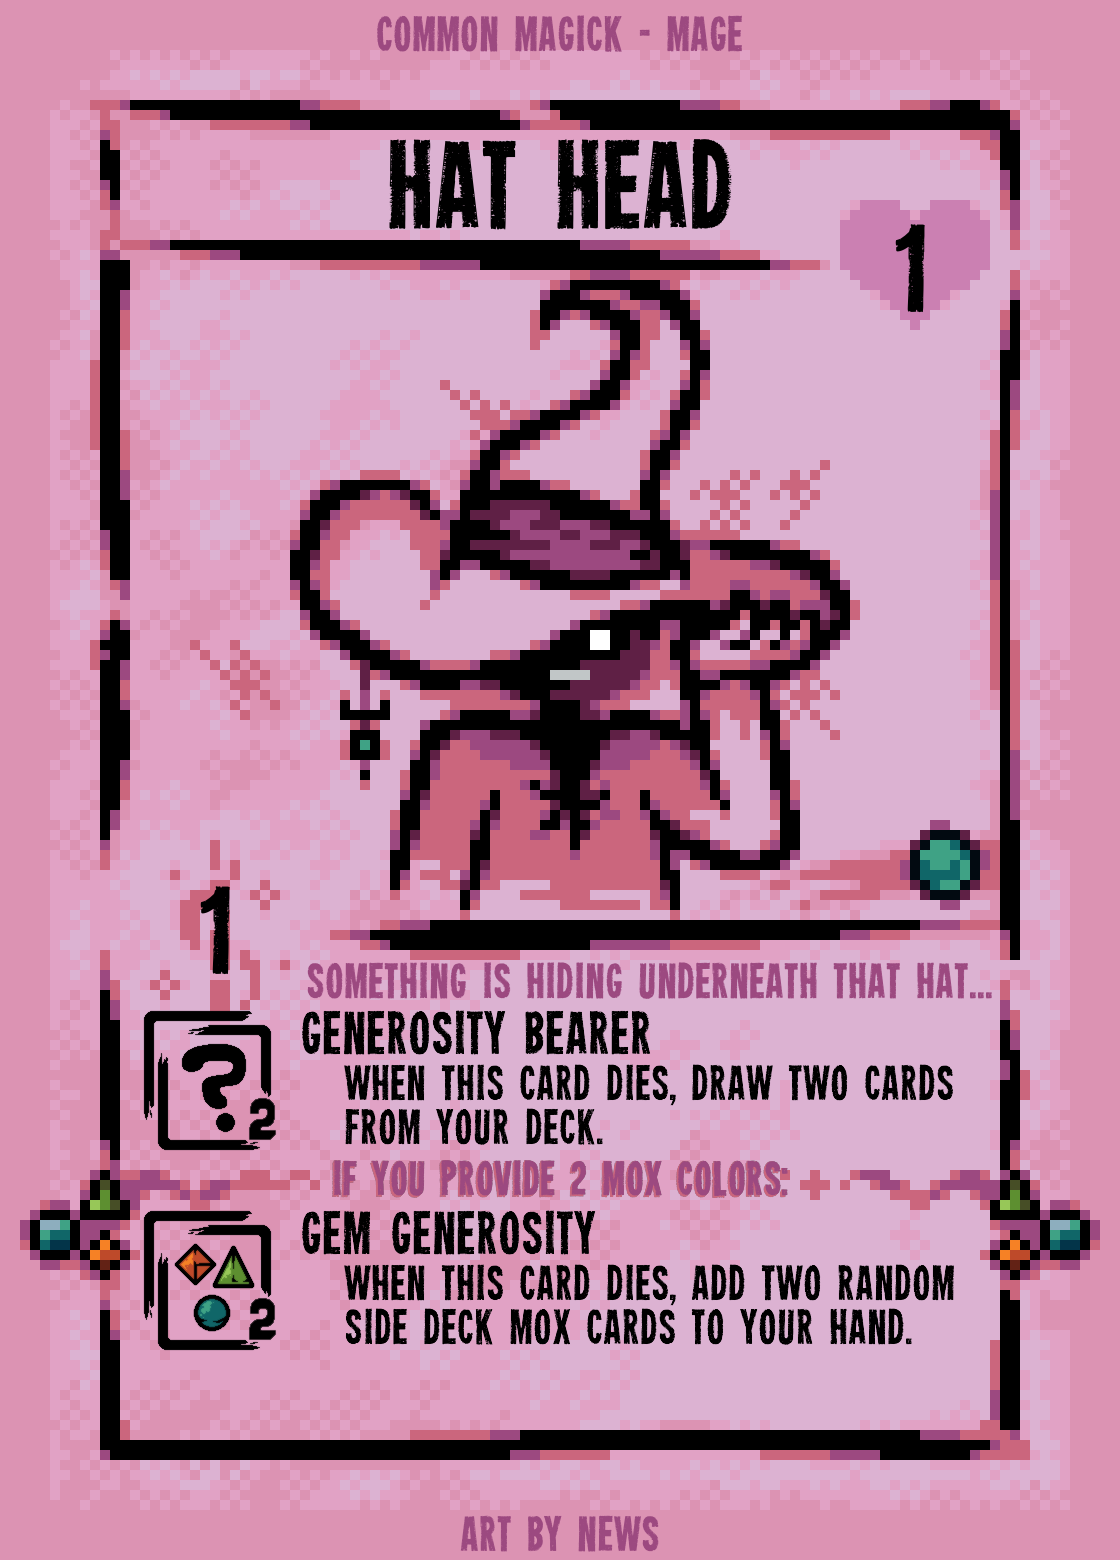 COMMON MAGICK - MAGE
HAT HEAD
1
1
SOMETHING IS HIDING UNDERNEATH THAT HAT...
GENEROSITY BEARER
WHEN THIS CARD DIES, DRAW TWO CARDS
FROM YOUR DECK.
?
2
IF YOU PROVIDE 2 MOX COLORS:
GEM GENEROSITY
WHEN THIS CARD DIES, ADD TWO RANDOM
SIDE DECK MOX CARDS TO YOUR HAND.
2
ART BY NEWS